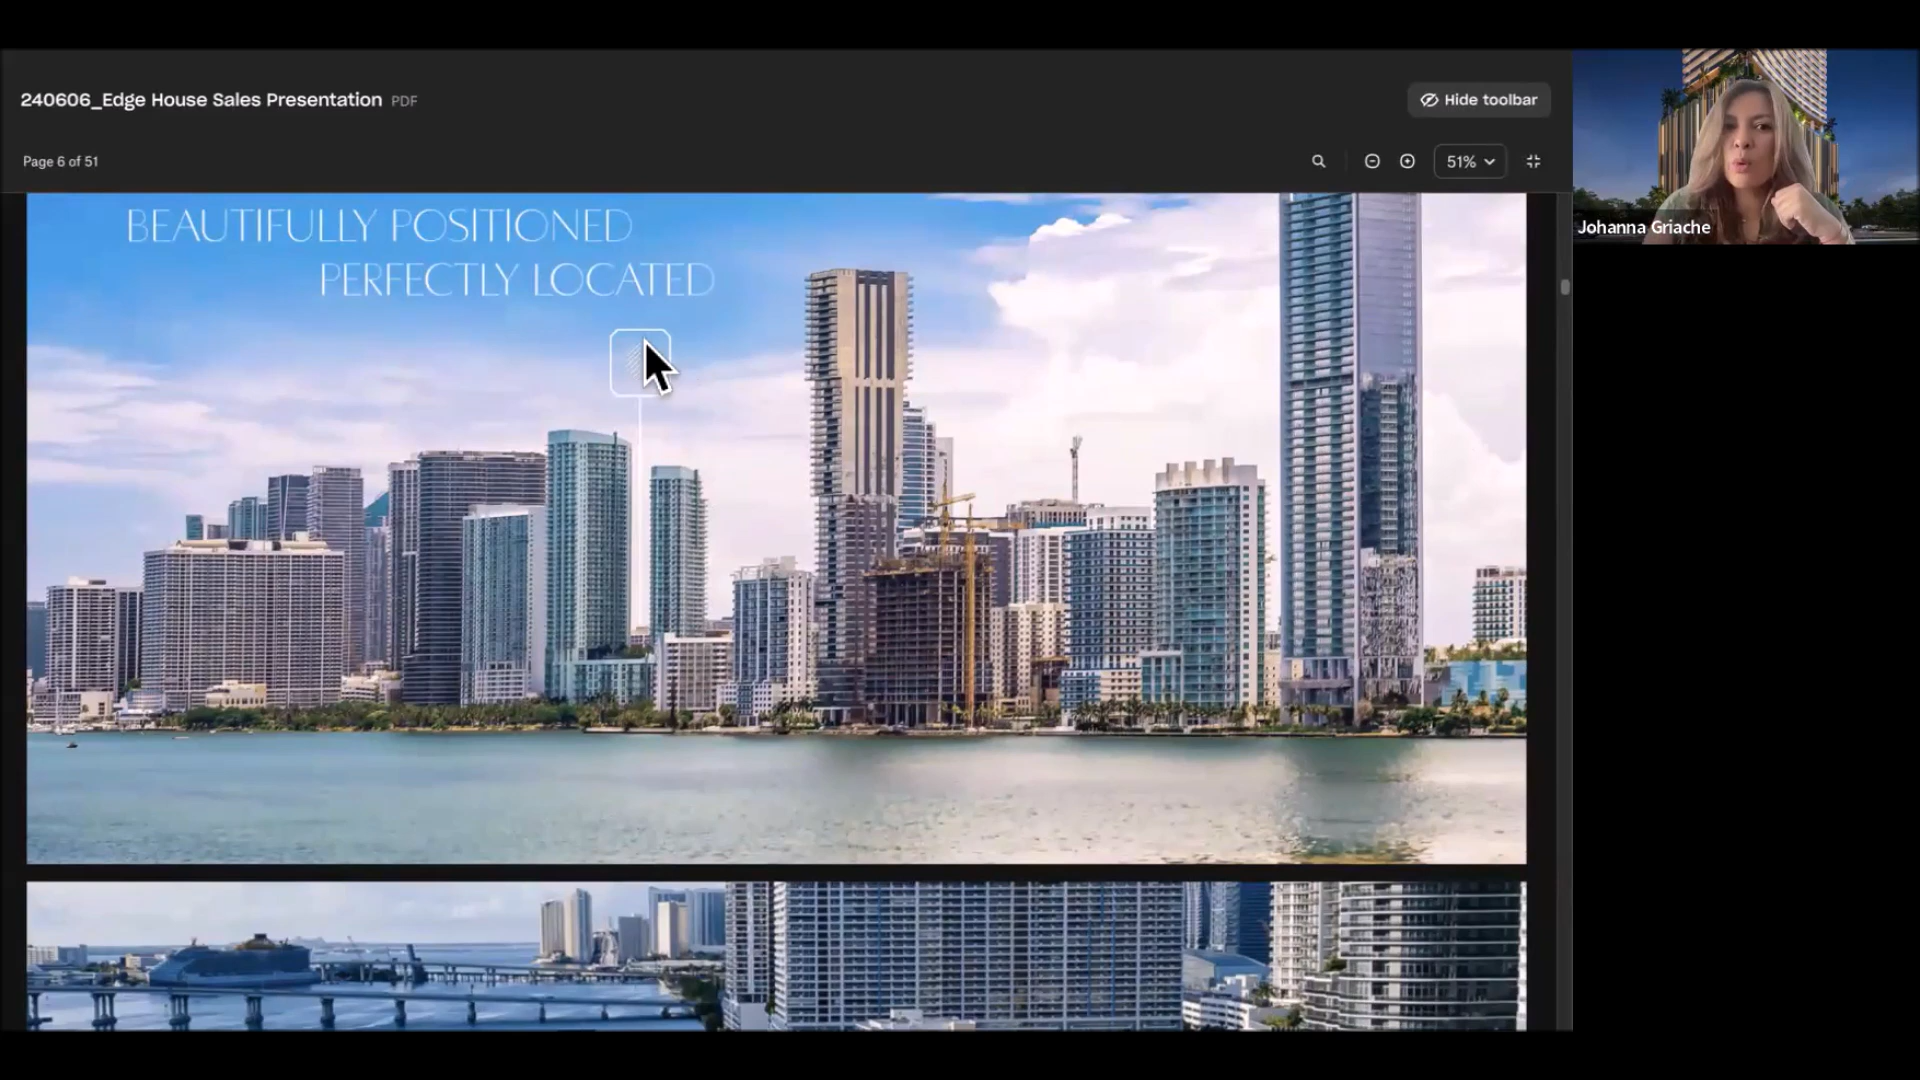 240606_Edge House Sales Presentation PDF
Hide toolbar
Page 6 of 51
51%
BEAUTIFULLY POSITIONED
PERFECTLY LOCATED
Johanna Griache